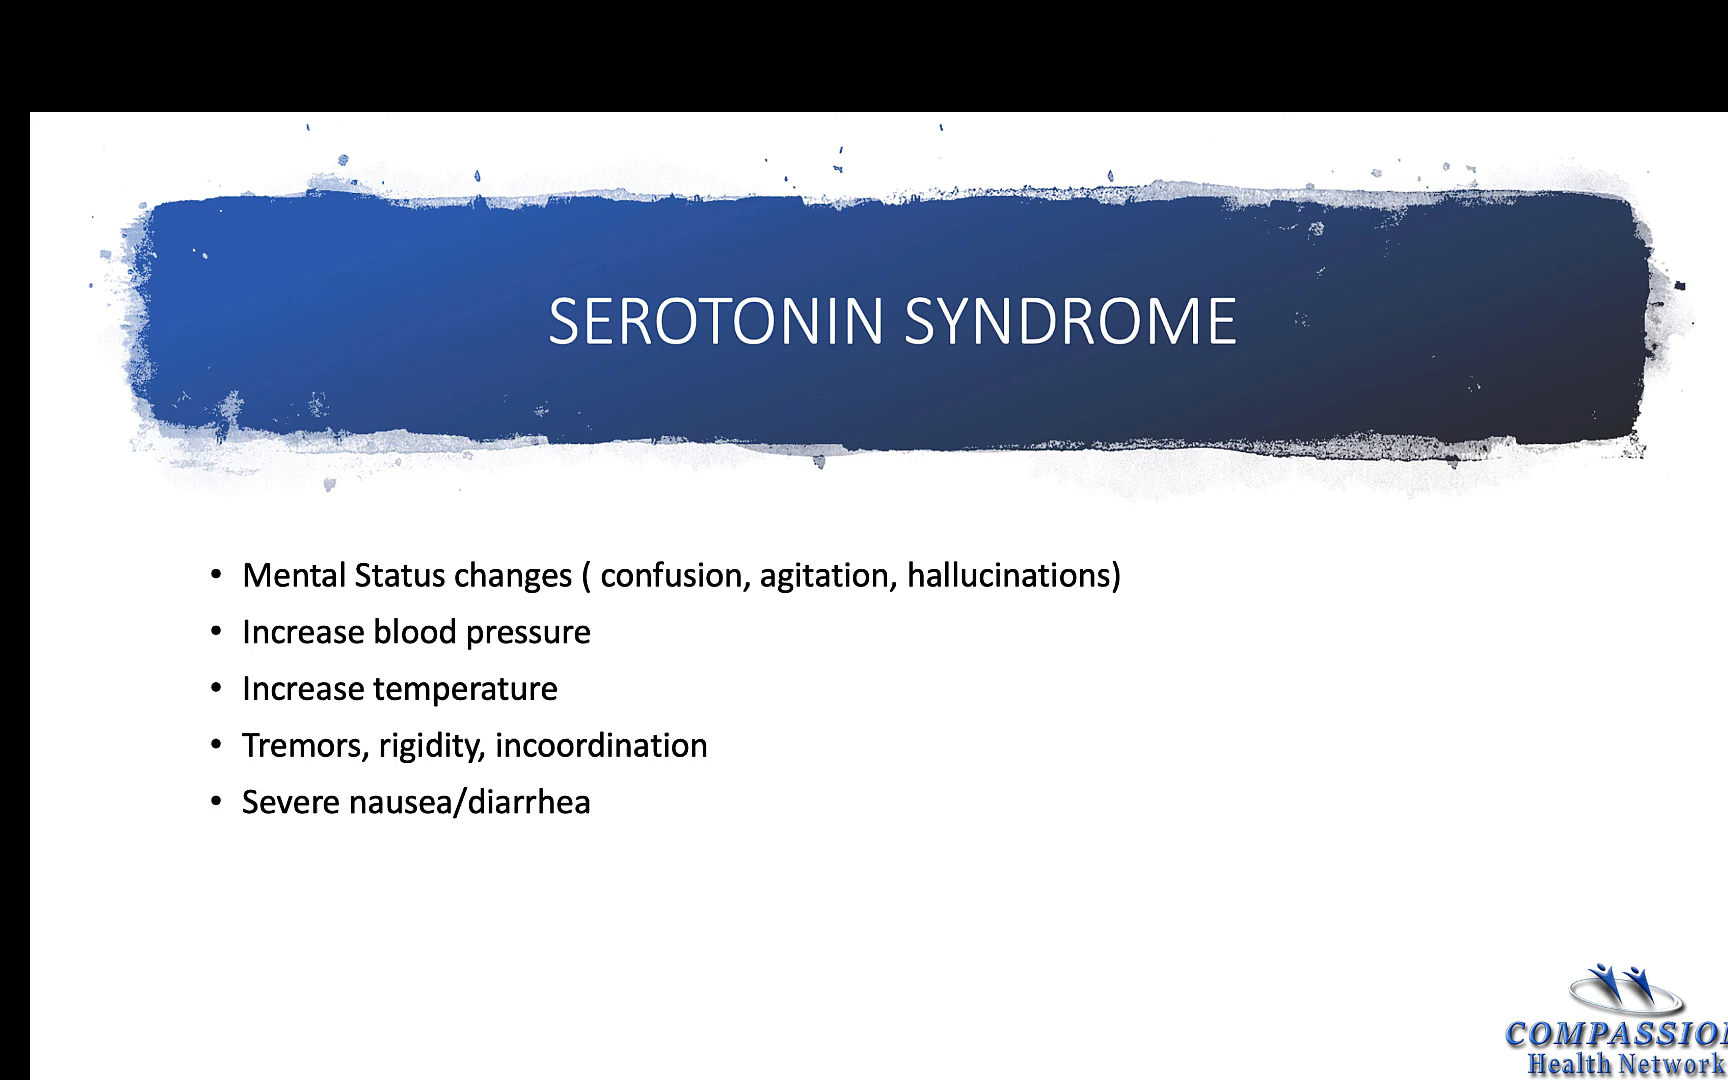 SEROTONIN SYNDROME
• Mental Status changes ( confusion, agitation, hallucinations)
• Increase blood pressure
• Increase temperature
• Tremors, rigidity, incoordination
• Severe nausea/diarrhea
COMPASSION
Health Network